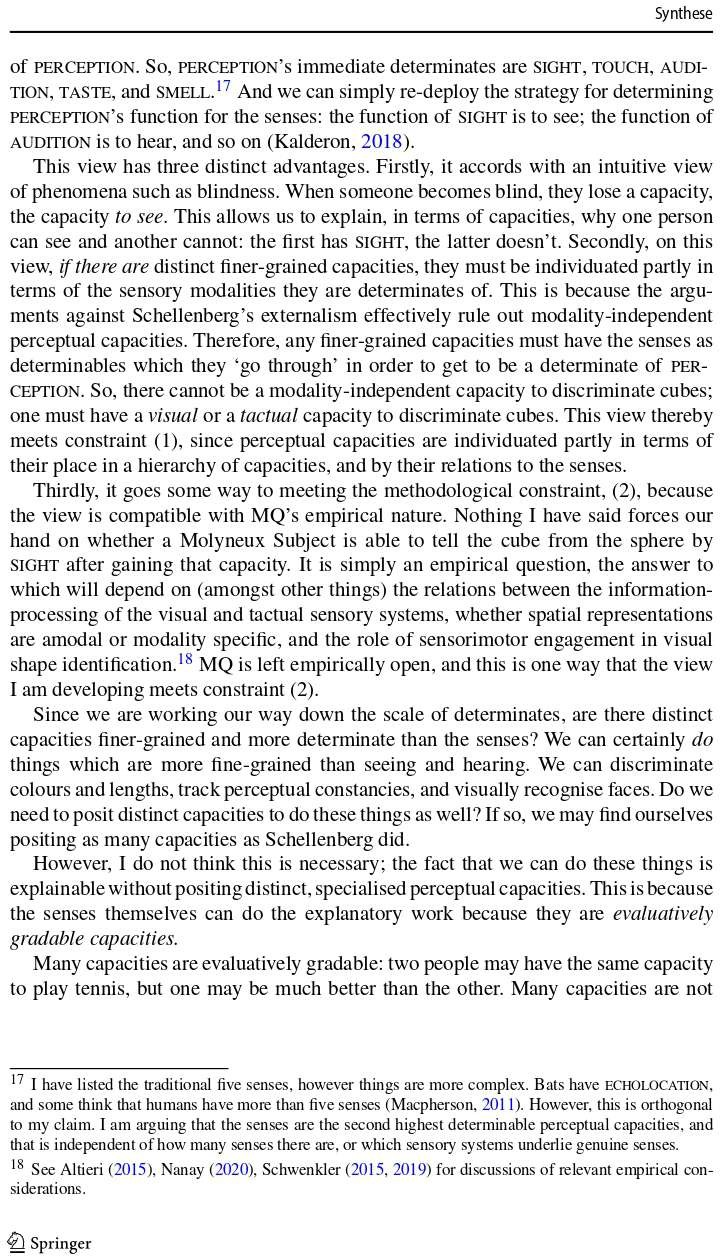 Synthese
of PERCEPTION. So, PERCEPTION’s immediate determinates are SIGHT, TOUCH, AUDI-
TION, TASTE, and SMELL.17 And we can simply re-deploy the strategy for determining
PERCEPTION’s function for the senses: the function of SIGHT is to see; the function of
AUDITION is to hear, and so on (Kalderon, 2018).
This view has three distinct advantages. Firstly, it accords with an intuitive view
of phenomena such as blindness. When someone becomes blind, they lose a capacity,
the capacity to see. This allows us to explain, in terms of capacities, why one person
can see and another cannot: the first has SIGHT, the latter doesn’t. Secondly, on this
view, if there are distinct finer-grained capacities, they must be individuated partly in
terms of the sensory modalities they are determinates of. This is because the argu-
ments against Schellenberg’s externalism effectively rule out modality-independent
perceptual capacities. Therefore, any finer-grained capacities must have the senses as
determinables which they ‘go through’ in order to get to be a determinate of PER-
CEPTION. So, there cannot be a modality-independent capacity to discriminate cubes;
one must have a visual or a tactual capacity to discriminate cubes. This view thereby
meets constraint (1), since perceptual capacities are individuated partly in terms of
their place in a hierarchy of capacities, and by their relations to the senses.
Thirdly, it goes some way to meeting the methodological constraint, (2), because
the view is compatible with MQ’s empirical nature. Nothing I have said forces our
hand on whether a Molyneux Subject is able to tell the cube from the sphere by
SIGHT after gaining that capacity. It is simply an empirical question, the answer to
which will depend on (amongst other things) the relations between the information-
processing of the visual and tactual sensory systems, whether spatial representations
are amodal or modality specific, and the role of sensorimotor engagement in visual
shape identification.18 MQ is left empirically open, and this is one way that the view
I am developing meets constraint (2).
Since we are working our way down the scale of determinates, are there distinct
capacities finer-grained and more determinate than the senses? We can certainly do
things which are more fine-grained than seeing and hearing. We can discriminate
colours and lengths, track perceptual constancies, and visually recognise faces. Do we
need to posit distinct capacities to do these things as well? If so, we may find ourselves
positing as many capacities as Schellenberg did.
However, I do not think this is necessary; the fact that we can do these things is
explainable without positing distinct, specialised perceptual capacities. This is because
the senses themselves can do the explanatory work because they are evaluatively
gradable capacities.
Many capacities are evaluatively gradable: two people may have the same capacity
to play tennis, but one may be much better than the other. Many capacities are not
17 I have listed the traditional five senses, however things are more complex. Bats have ECHOLOCATION,
and some think that humans have more than five senses (Macpherson, 2011). However, this is orthogonal
to my claim. I am arguing that the senses are the second highest determinable perceptual capacities, and
that is independent of how many senses there are, or which sensory systems underlie genuine senses.
18 See Altieri (2015), Nanay (2020), Schwenkler (2015, 2019) for discussions of relevant empirical con-
siderations.
Springer